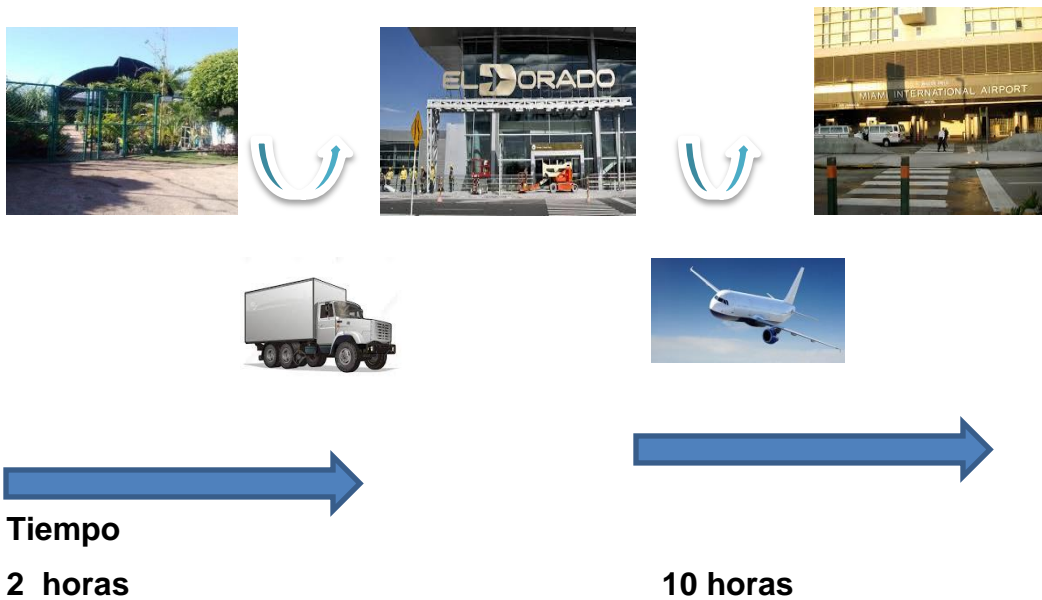 EL DORADO
MIAMI INTERNATIONAL AIRPORT
Tiempo
2 horas
10 horas